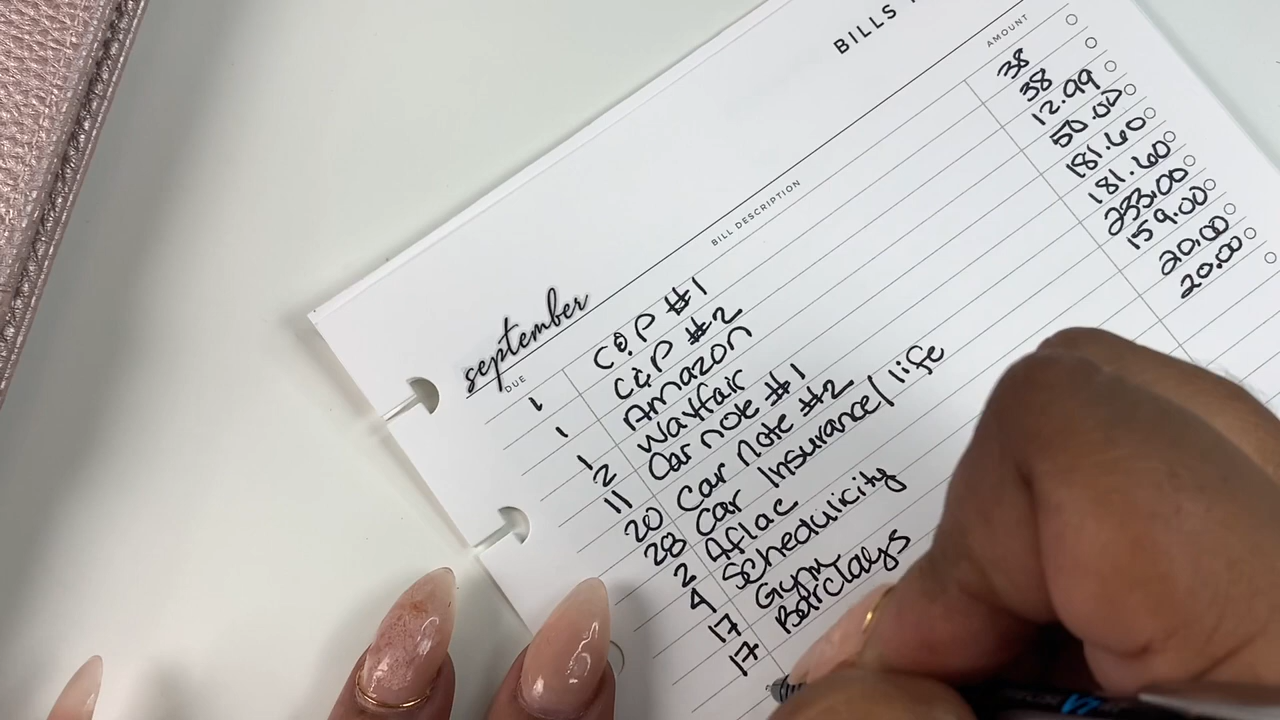 BILLS
september
DUE BILL DESCRIPTION AMOUNT
1 C&P #1 38
1 C&P #2 38
1 Amazon 12.99
2 Wayfair 50.00
11 Car note #1 181.60
20 Car note #2 181.60
28 Car Insurance/life 233.00
2 Aflac 159.00
4 Schedulicity 20.00
17 Gym 20.00
17 Barclays